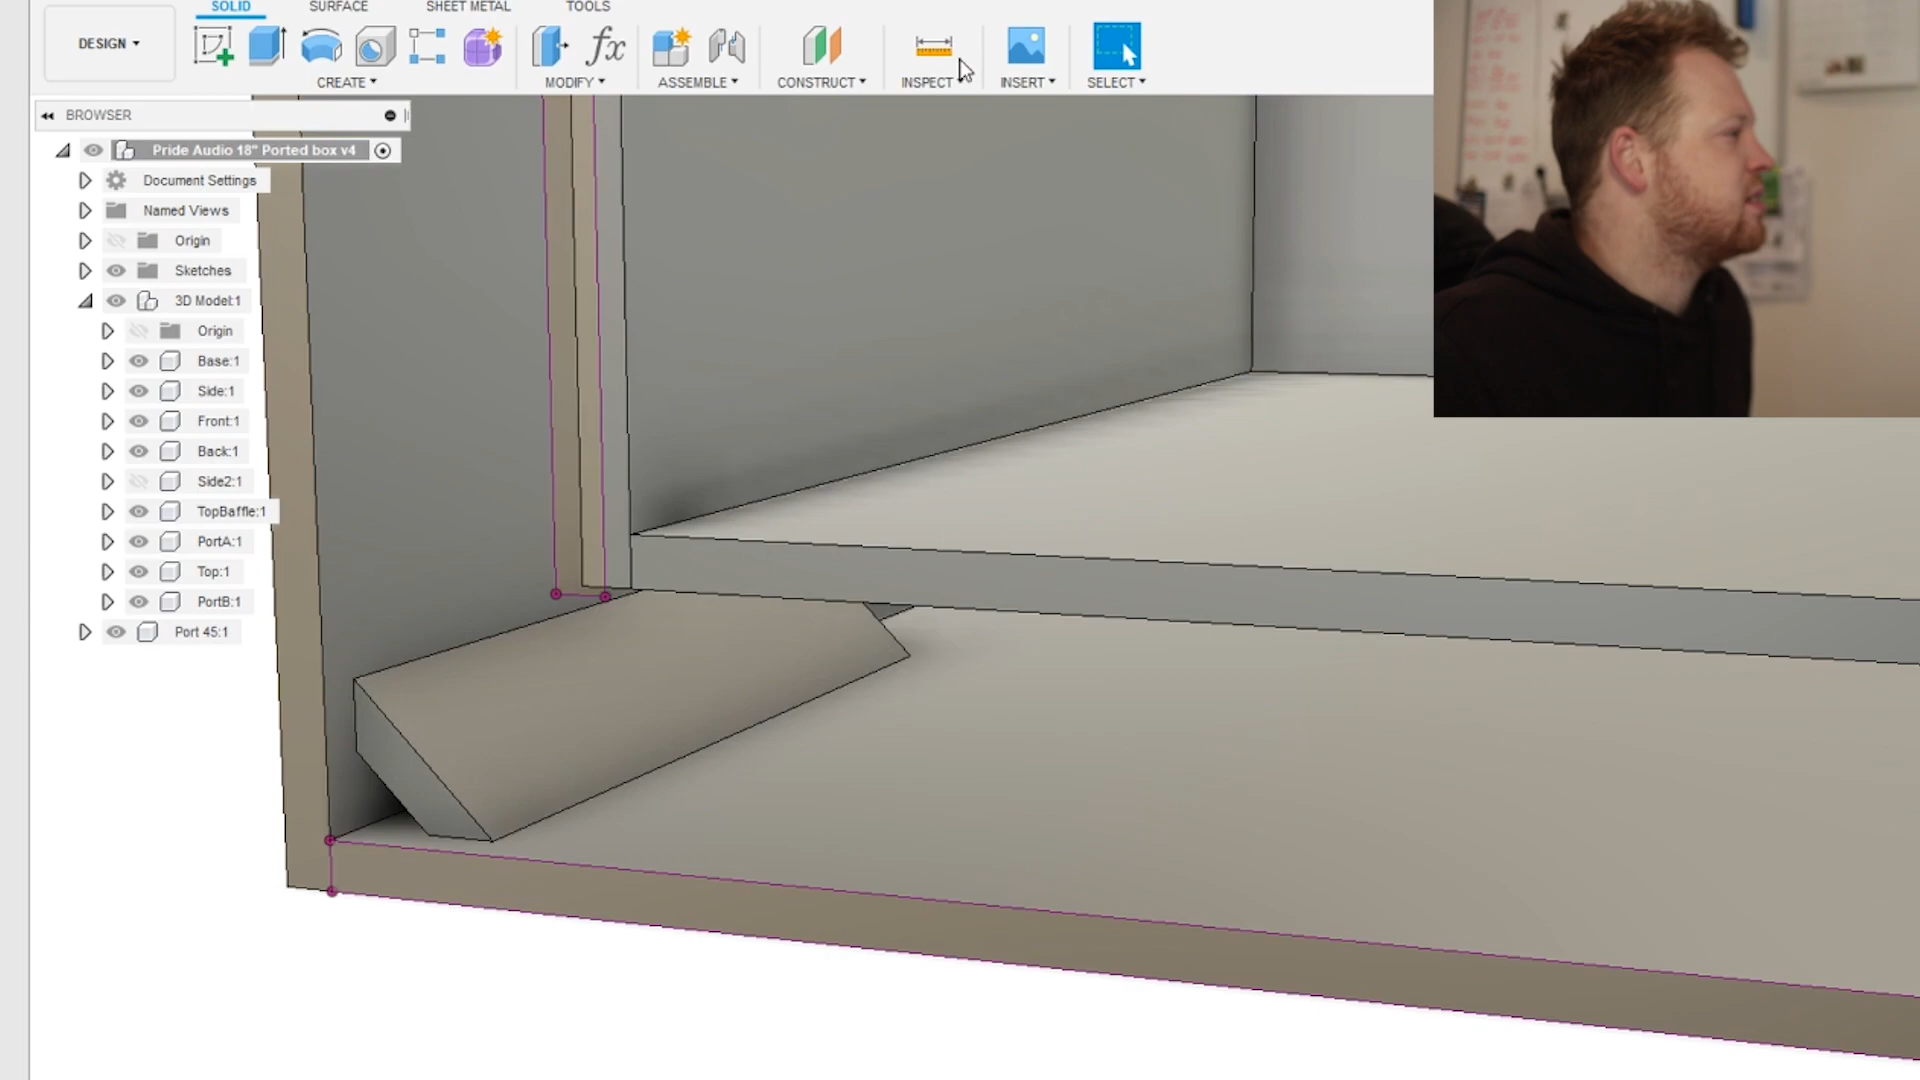 SOLID SURFACE SHEET METAL TOOLS
DESIGN
CREATE MODIFY ASSEMBLE CONSTRUCT INSPECT INSERT SELECT
BROWSER
Pride Audio 18" Ported box v4
Document Settings
Named Views
Origin
Sketches
3D Model:1
Origin
Base:1
Side:1
Front:1
Back:1
Side2:1
TopBaffle:1
PortA:1
Top:1
PortB:1
Port 45:1